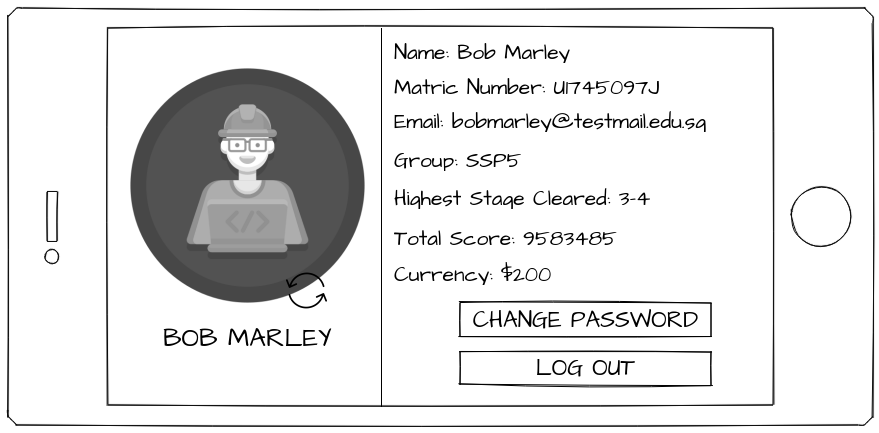 Name: Bob Marley
Matric Number: U1745097J
Email: bobmarley@testmail.edu.sg
Group: SSP5
Highest Stage Cleared: 3-4
Total Score: 9583485
Currency: $200
</>
BOB MARLEY
CHANGE PASSWORD
LOG OUT